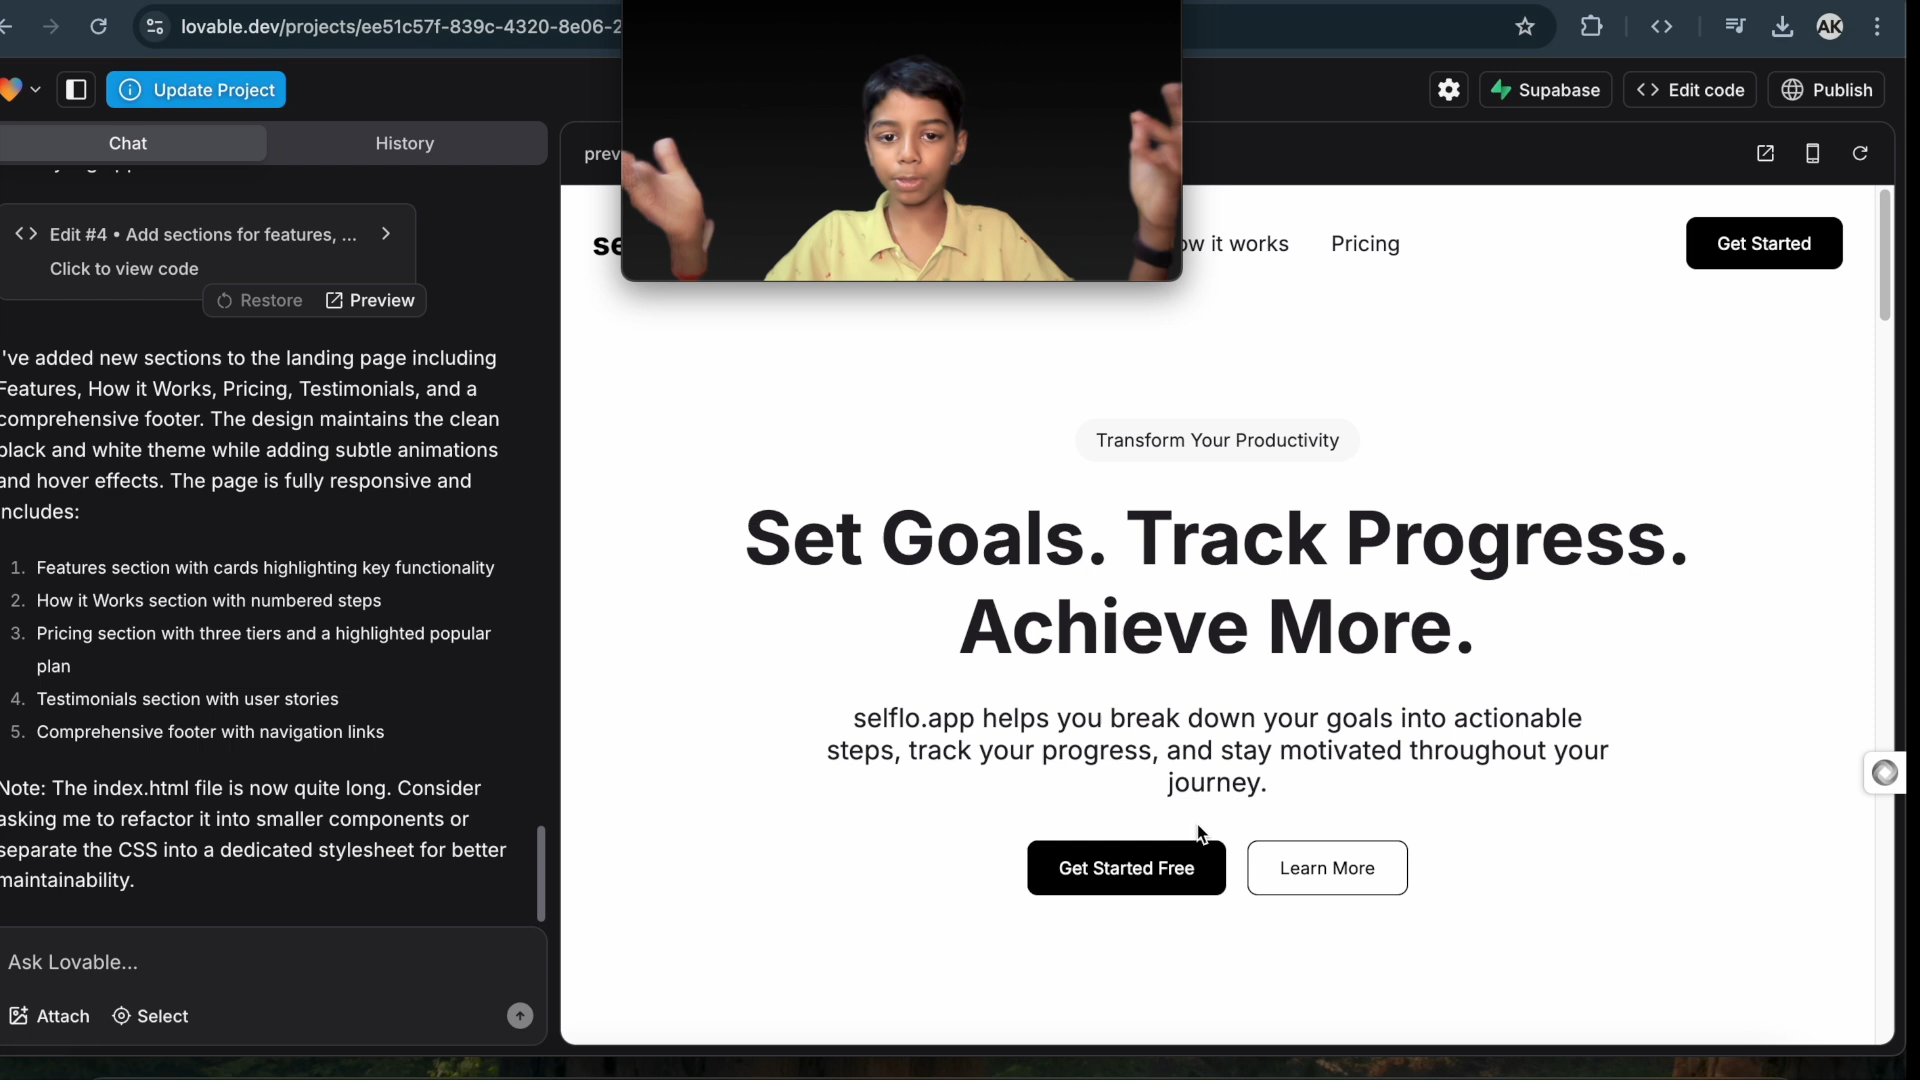 lovable.dev/projects/ee51c57f-839c-4320-8e06-2
AK
Update Project
Supabase
Edit code
Publish
Chat
History
prev
Edit #4 • Add sections for features, ...
Click to view code
Restore
Preview
've added new sections to the landing page including
Features, How it Works, Pricing, Testimonials, and a
comprehensive footer. The design maintains the clean
black and white theme while adding subtle animations
and hover effects. The page is fully responsive and
includes:
1. Features section with cards highlighting key functionality
2. How it Works section with numbered steps
3. Pricing section with three tiers and a highlighted popular
plan
4. Testimonials section with user stories
5. Comprehensive footer with navigation links
Note: The index.html file is now quite long. Consider
asking me to refactor it into smaller components or
separate the CSS into a dedicated stylesheet for better
maintainability.
Ask Lovable...
Attach
Select
se
ow it works
Pricing
Get Started
Transform Your Productivity
Set Goals. Track Progress.
Achieve More.
selflo.app helps you break down your goals into actionable
steps, track your progress, and stay motivated throughout your
journey.
Get Started Free
Learn More